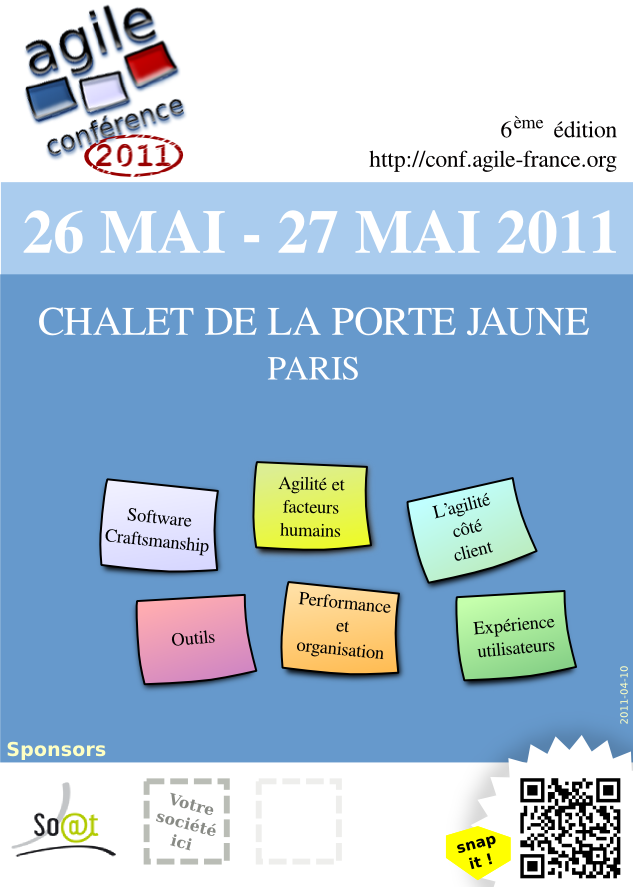 agile
conférence
2011
6ème édition
http://conf.agile-france.org
26 MAI - 27 MAI 2011
CHALET DE LA PORTE JAUNE
PARIS
Software
Craftsmanship
Agilité et
facteurs
humains
L'agilité
côté
client
Outils
Performance
et
organisation
Expérience
utilisateurs
2011-04-10
Sponsors
So@t
Votre
société
ici
snap
it !